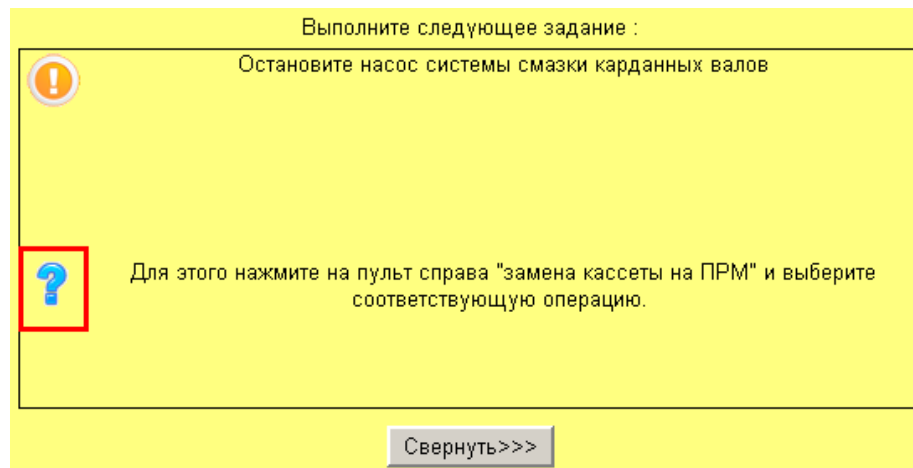 Выполните следующее задание :
Остановите насос системы смазки карданных валов
Для этого нажмите на пульт справа "замена кассеты на ПРМ" и выберите
соответствующую операцию.
Свернуть>>>